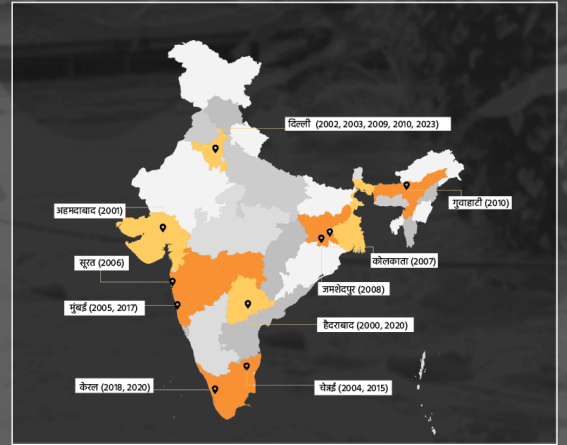 दिल्ली (2002, 2003, 2009, 2010, 2023)
अहमदाबाद (2001)
गुवाहाटी (2010)
सूरत (2006)
कोलकाता (2007)
जमशेदपुर (2008)
मुंबई (2005, 2017)
हैदराबाद (2000, 2020)
केरल (2018, 2020)
चेन्नई (2004, 2015)